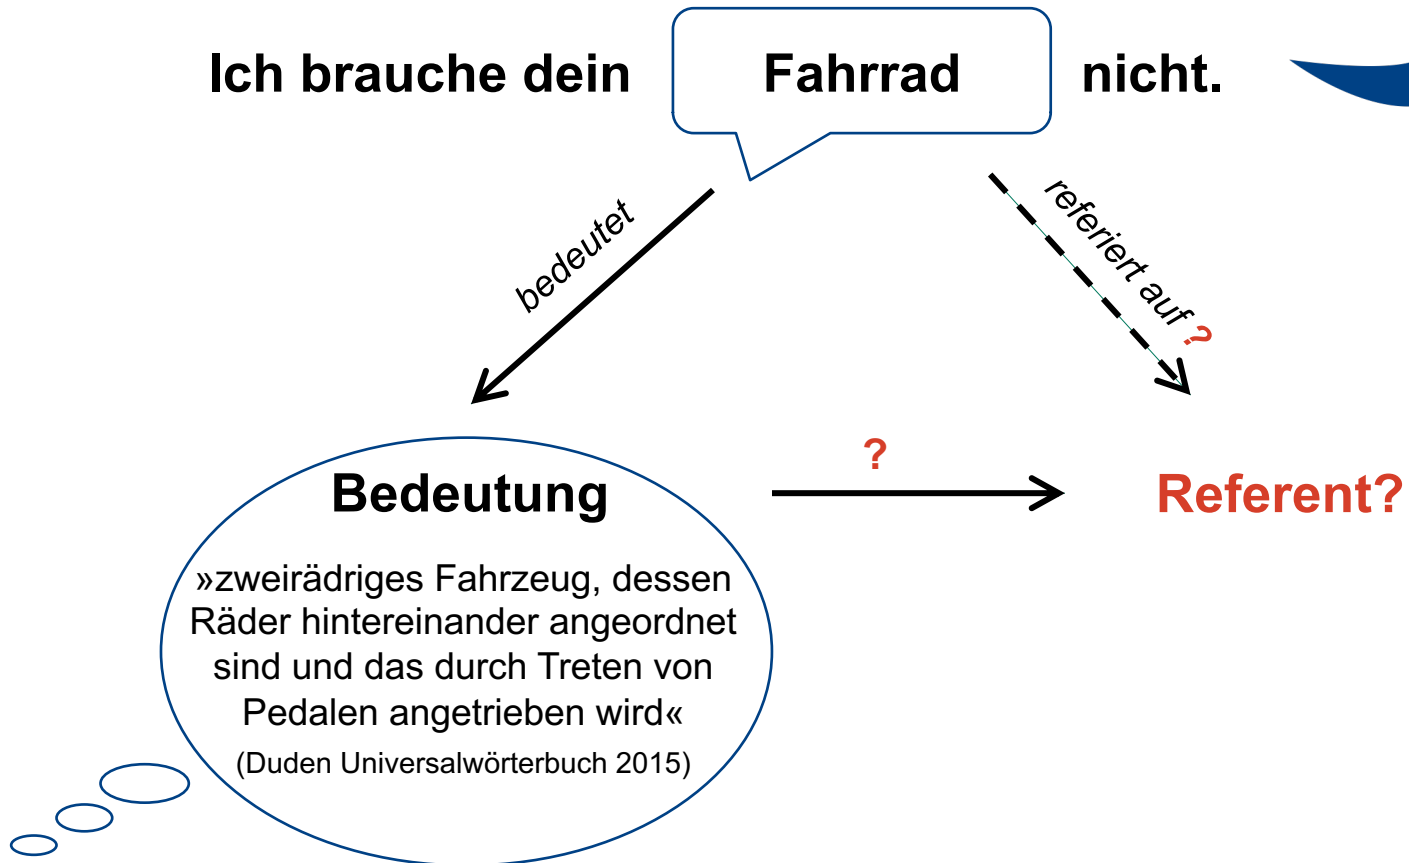 Ich brauche dein Fahrrad nicht.
bedeutet
referiert auf ?
?
Bedeutung
Referent?
»zweirädriges Fahrzeug, dessen
Räder hintereinander angeordnet
sind und das durch Treten von
Pedalen angetrieben wird«
(Duden Universalwörterbuch 2015)